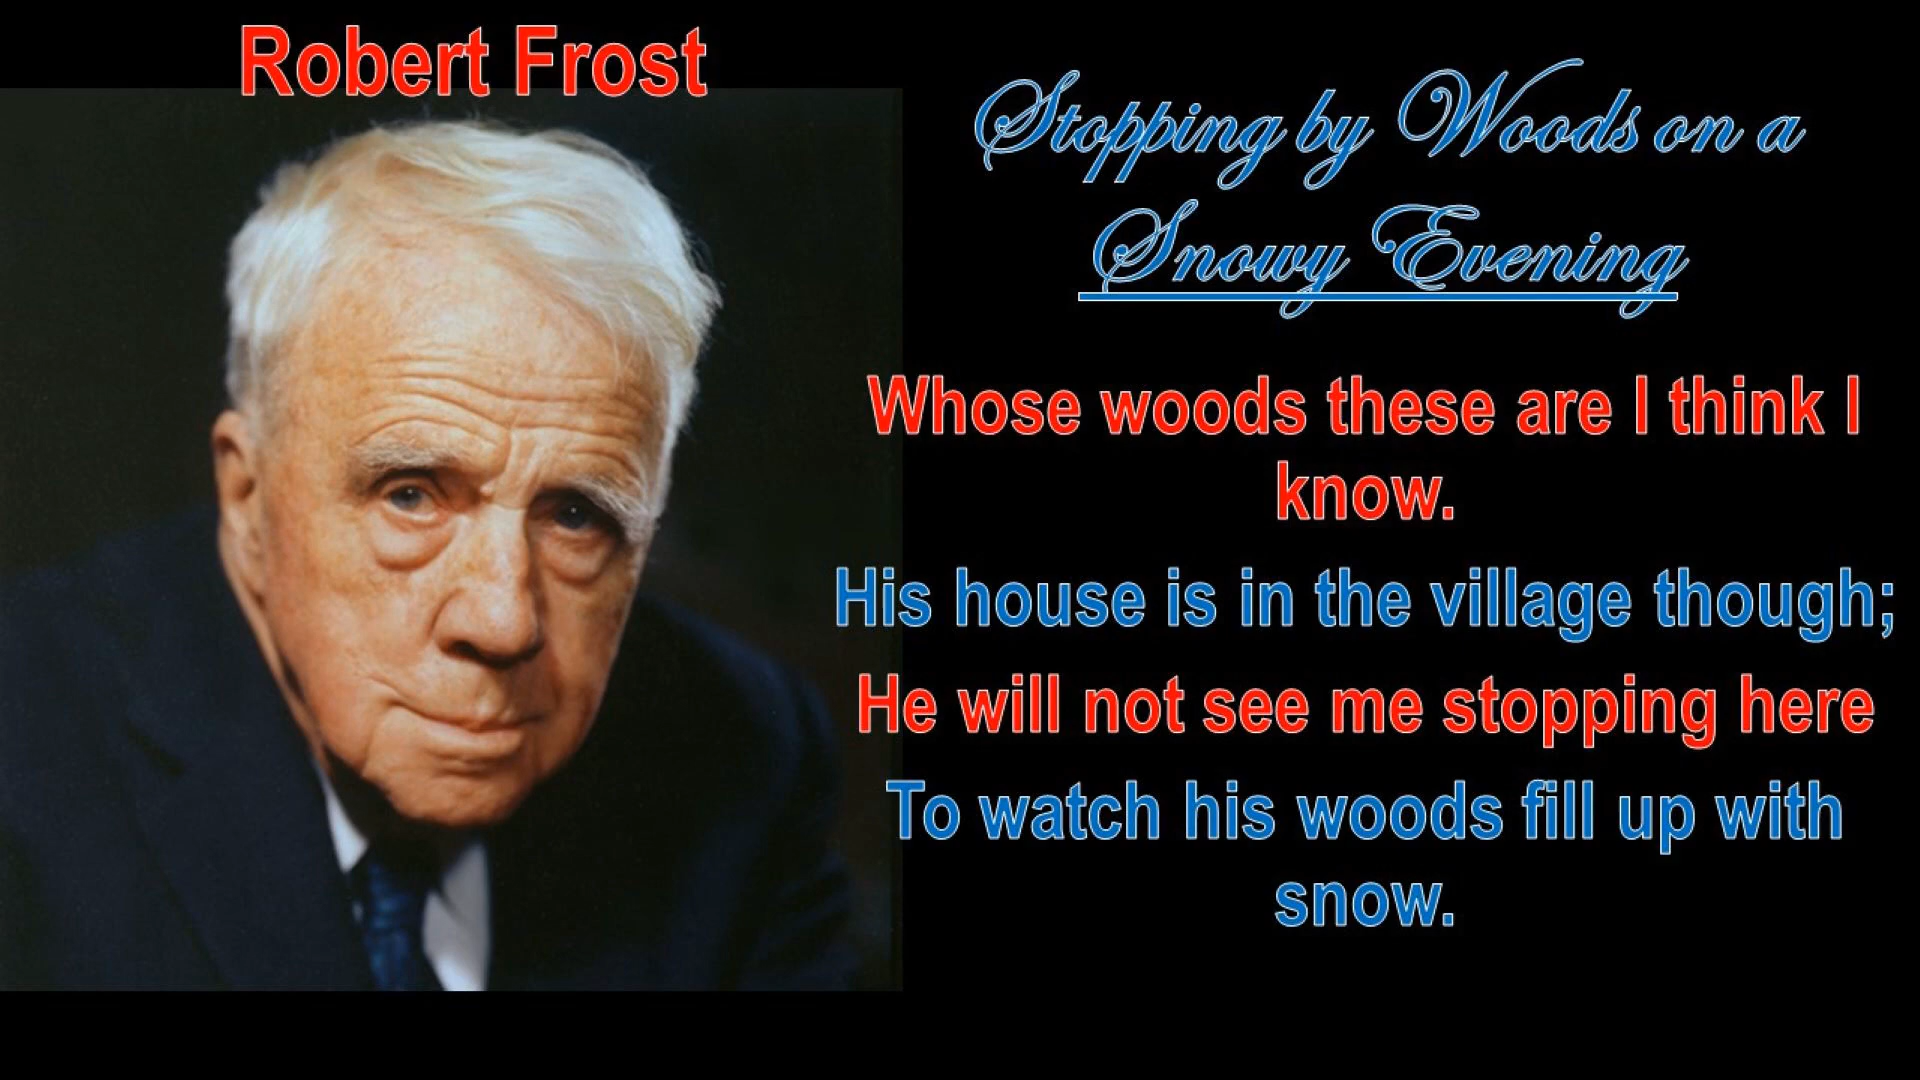 Robert Frost
Stopping by Woods on a
Snowy Evening
Whose woods these are I think I
know.
His house is in the village though;
He will not see me stopping here
To watch his woods fill up with
snow.